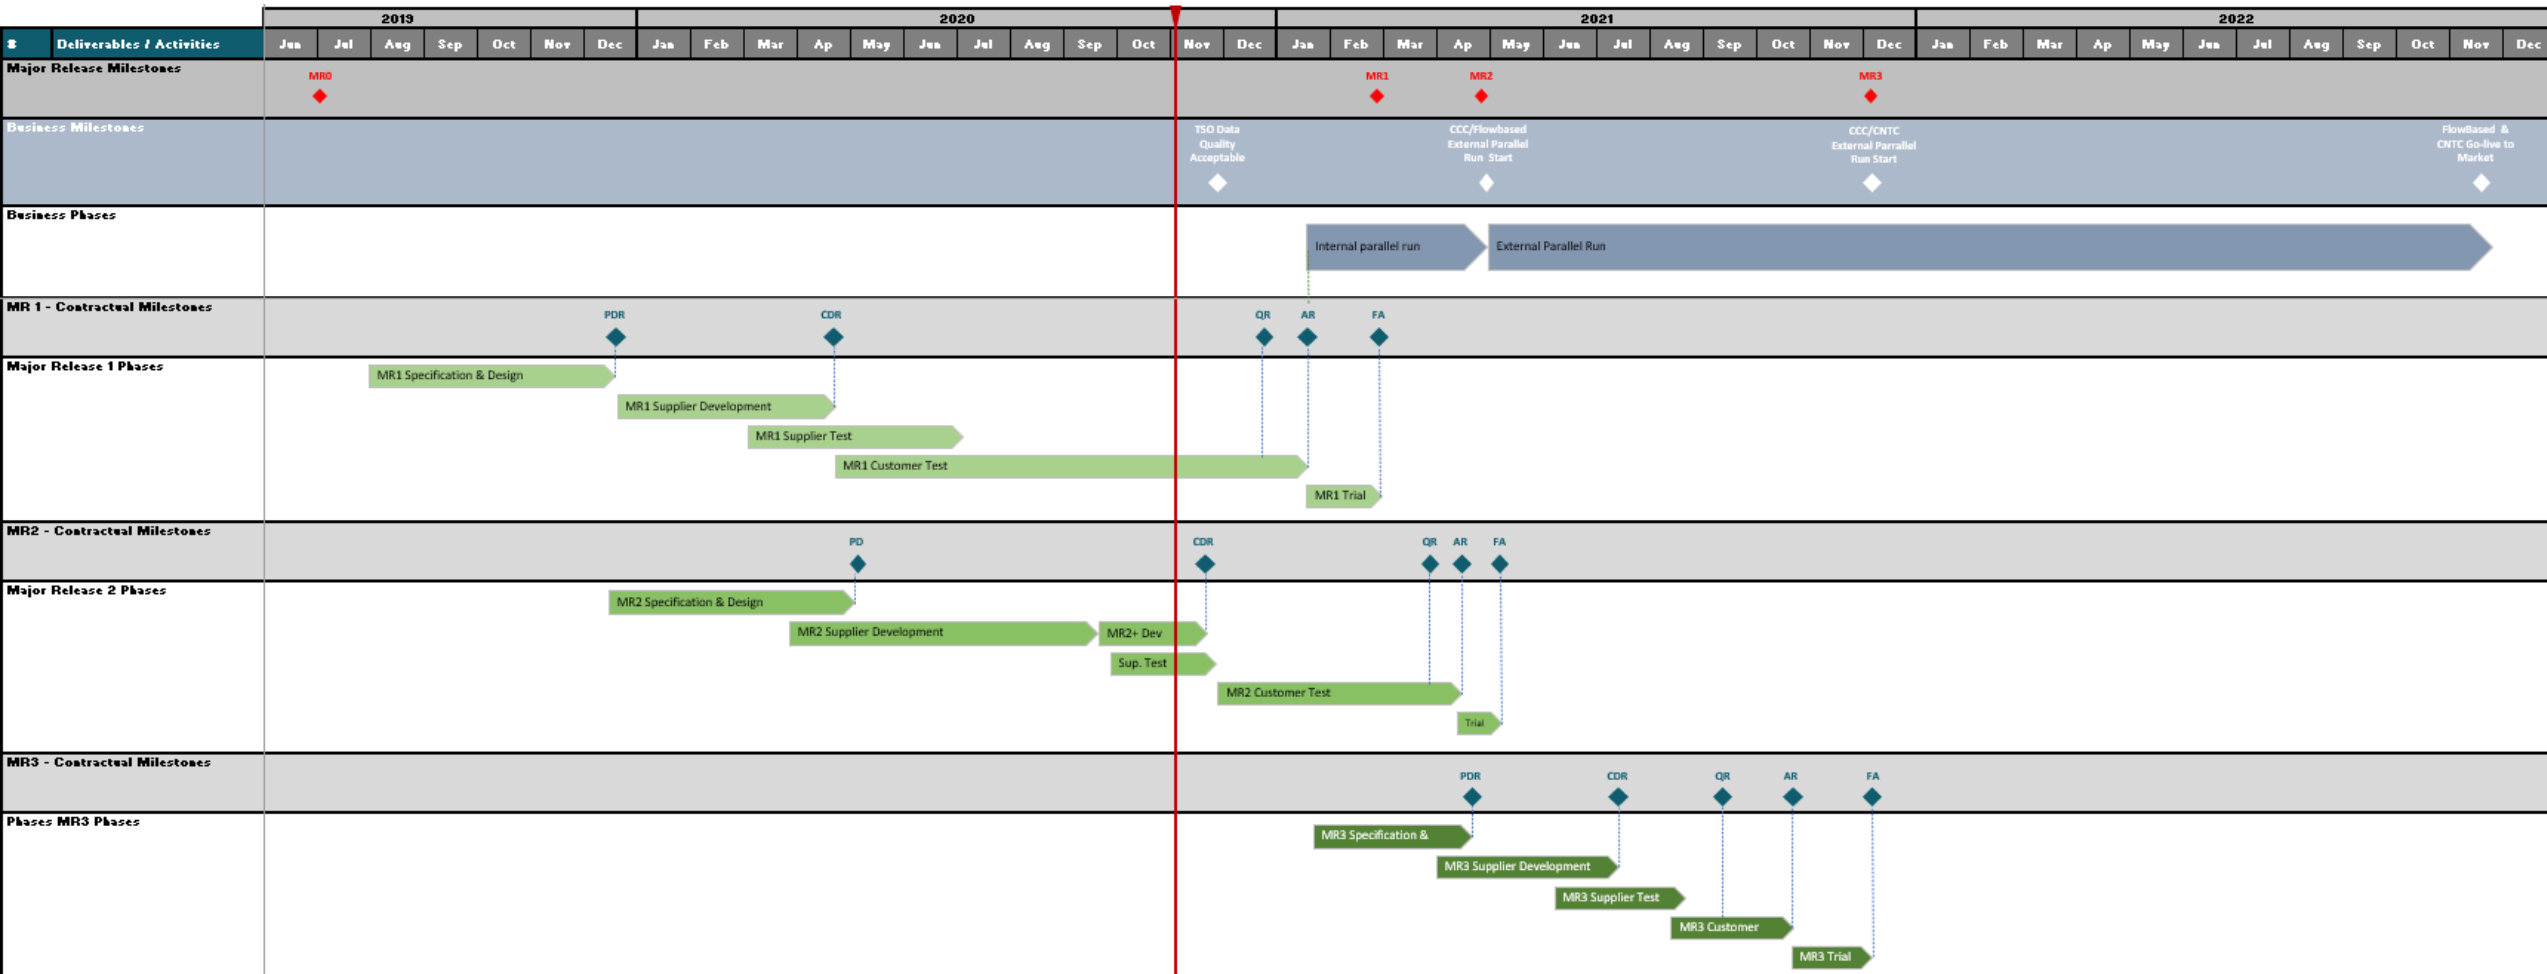 2019 2020 2021 2022
# Deliverables / Activities Jun Jul Aug Sep Oct Nov Dec Jan Feb Mar Ap May Jun Jul Aug Sep Oct Nov Dec Jan Feb Mar Ap May Jun Jul Aug Sep Oct Nov Dec Jan Feb Mar Ap May Jun Jul Aug Sep Oct Nov Dec
Major Release Milestones
MR0 MR1 MR2 MR3
Business Milestones
TSO Data
Quality
Acceptable
CCC/Flowbased
External Parallel
Run Start
CCC/CNTC
External Parrallel
Run Start
FlowBased &
CNTC Go-live to
Market
Business Phases
Internal parallel run
External Parallel Run
MR 1 - Contractual Milestones
PDR CDR QR AR FA
Major Release 1 Phases
MR1 Specification & Design
MR1 Supplier Development
MR1 Supplier Test
MR1 Customer Test
MR1 Trial
MR2 - Contractual Milestones
PD CDR QR AR FA
Major Release 2 Phases
MR2 Specification & Design
MR2 Supplier Development
MR2+ Dev
Sup. Test
MR2 Customer Test
Trial
MR3 - Contractual Milestones
PDR CDR QR AR FA
Phases MR3 Phases
MR3 Specification &
MR3 Supplier Development
MR3 Supplier Test
MR3 Customer
MR3 Trial